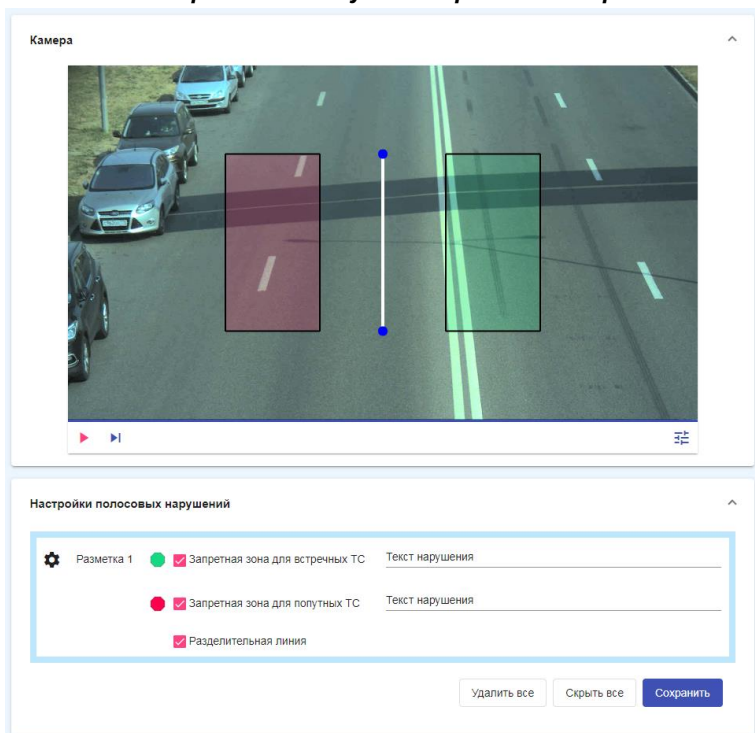 Камера
Настройки полосовых нарушений
Разметка 1 Запретная зона для встречных ТС Текст нарушения
Запретная зона для попутных ТС Текст нарушения
Разделительная линия
Удалить все Скрыть все Сохранить